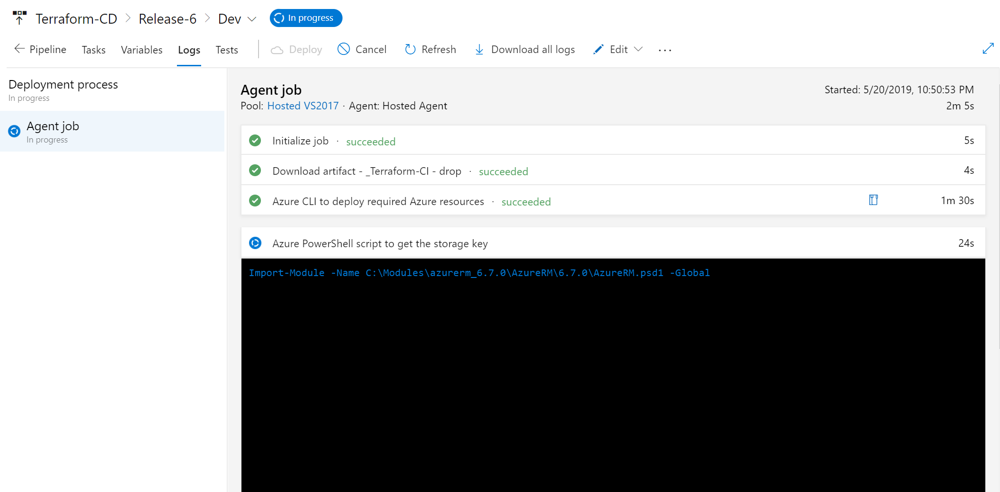 Terraform-CD > Release-6 > Dev In progress
Pipeline Tasks Variables Logs Tests Deploy Cancel Refresh Download all logs Edit ...
Deployment process
In progress
Agent job
In progress
Agent job
Started: 5/20/2019, 10:50:53 PM
Pool: Hosted VS2017 · Agent: Hosted Agent
2m 5s
Initialize job · succeeded 5s
Download artifact - _Terraform-CI - drop · succeeded 4s
Azure CLI to deploy required Azure resources · succeeded 1m 30s
Azure PowerShell script to get the storage key 24s
Import-Module -Name C:\Modules\azurerm_6.7.0\AzureRM\6.7.0\AzureRM.psd1 -Global